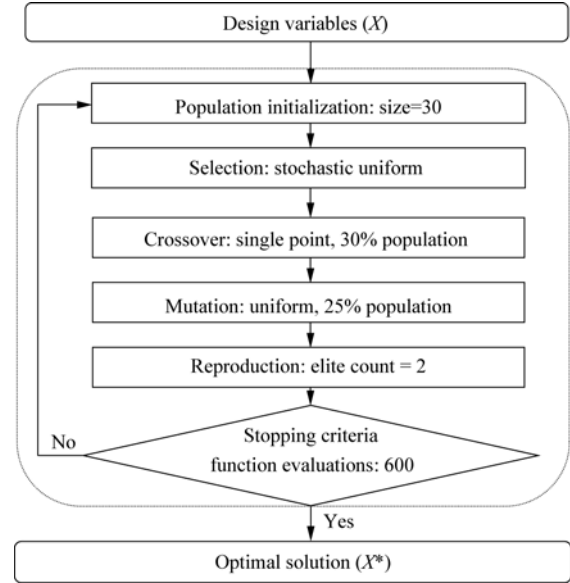 Design variables (X)
Population initialization: size=30
Selection: stochastic uniform
Crossover: single point, 30% population
Mutation: uniform, 25% population
Reproduction: elite count = 2
No
Stopping criteria
function evaluations: 600
Yes
Optimal solution (X*)